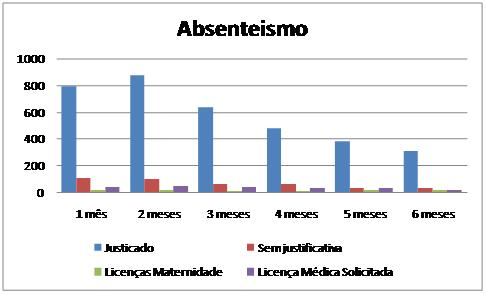 Absenteismo
1000
800
600
400
200
0
1 mês 2 meses 3 meses 4 meses 5 meses 6 meses
Justicado Sem justificativa
Licenças Maternidade Licença Médica Solicitada